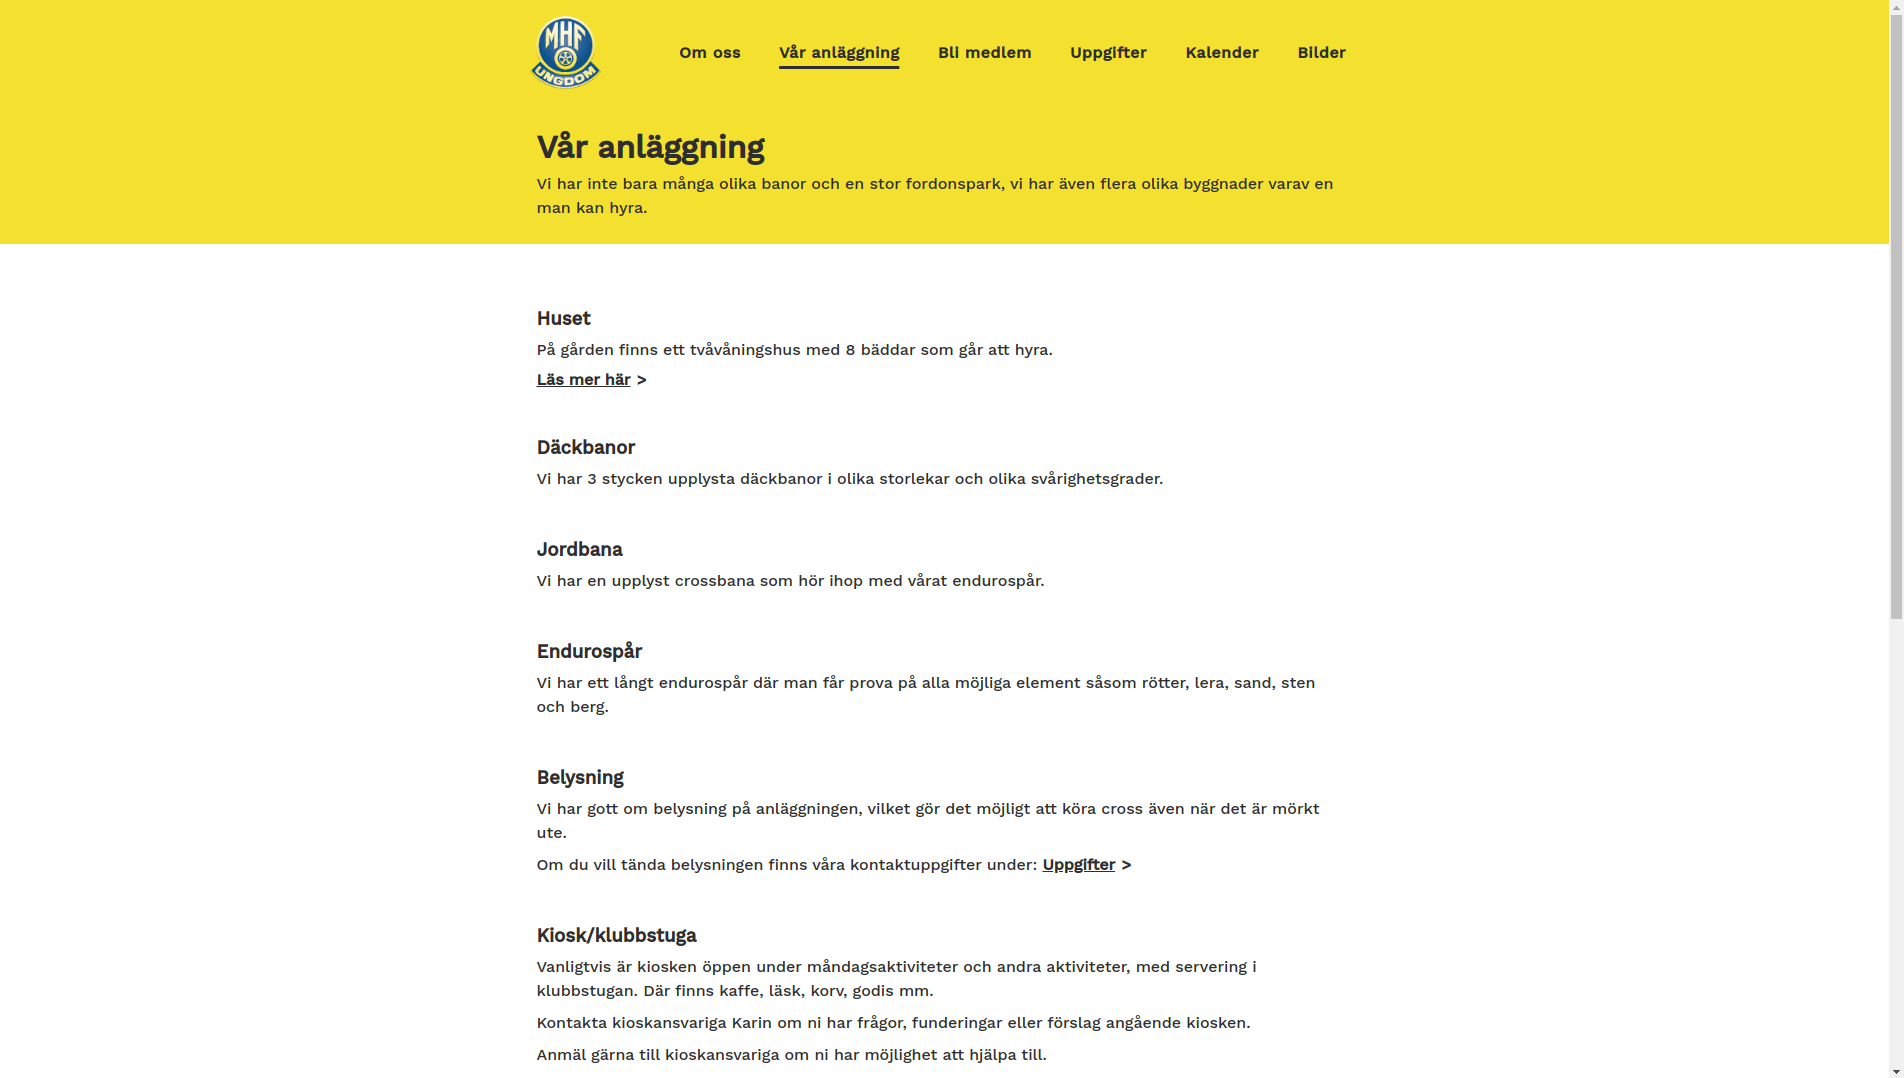 MHF
UNGDOM
Om oss
Vår anläggning
Bli medlem
Uppgifter
Kalender
Bilder
Vår anläggning
Vi har inte bara många olika banor och en stor fordonspark, vi har även flera olika byggnader varav en
man kan hyra.
Huset
På gården finns ett tvåvåningshus med 8 bäddar som går att hyra.
Läs mer här >
Däckbanor
Vi har 3 stycken upplysta däckbanor i olika storlekar och olika svårighetsgrader.
Jordbana
Vi har en upplyst crossbana som hör ihop med vårat endurospår.
Endurospår
Vi har ett långt endurospår där man får prova på alla möjliga element såsom rötter, lera, sand, sten
och berg.
Belysning
Vi har gott om belysning på anläggningen, vilket gör det möjligt att köra cross även när det är mörkt
ute.
Om du vill tända belysningen finns våra kontaktuppgifter under: Uppgifter >
Kiosk/klubbstuga
Vanligtvis är kiosken öppen under måndagsaktiviteter och andra aktiviteter, med servering i
klubbstugan. Där finns kaffe, läsk, korv, godis mm.
Kontakta kioskansvariga Karin om ni har frågor, funderingar eller förslag angående kiosken.
Anmäl gärna till kioskansvariga om ni har möjlighet att hjälpa till.